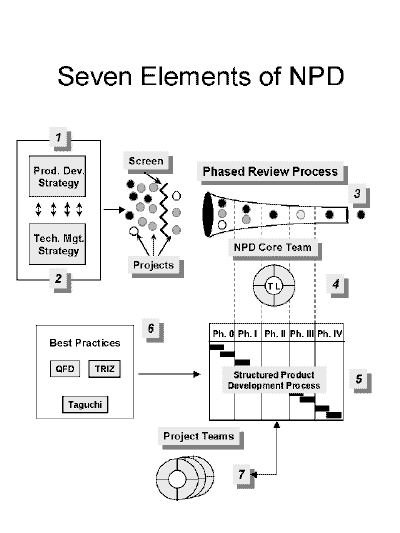 Seven Elements of NPD
1
Prod. Dev.
Strategy
Tech. Mgt.
Strategy
2
Screen
Projects
Phased Review Process
3
NPD Core Team
TL
4
6
Best Practices
QFD TRIZ
Taguchi
Ph. 0 Ph. I Ph. II Ph. III Ph. IV
Structured Product
Development Process
5
Project Teams
7